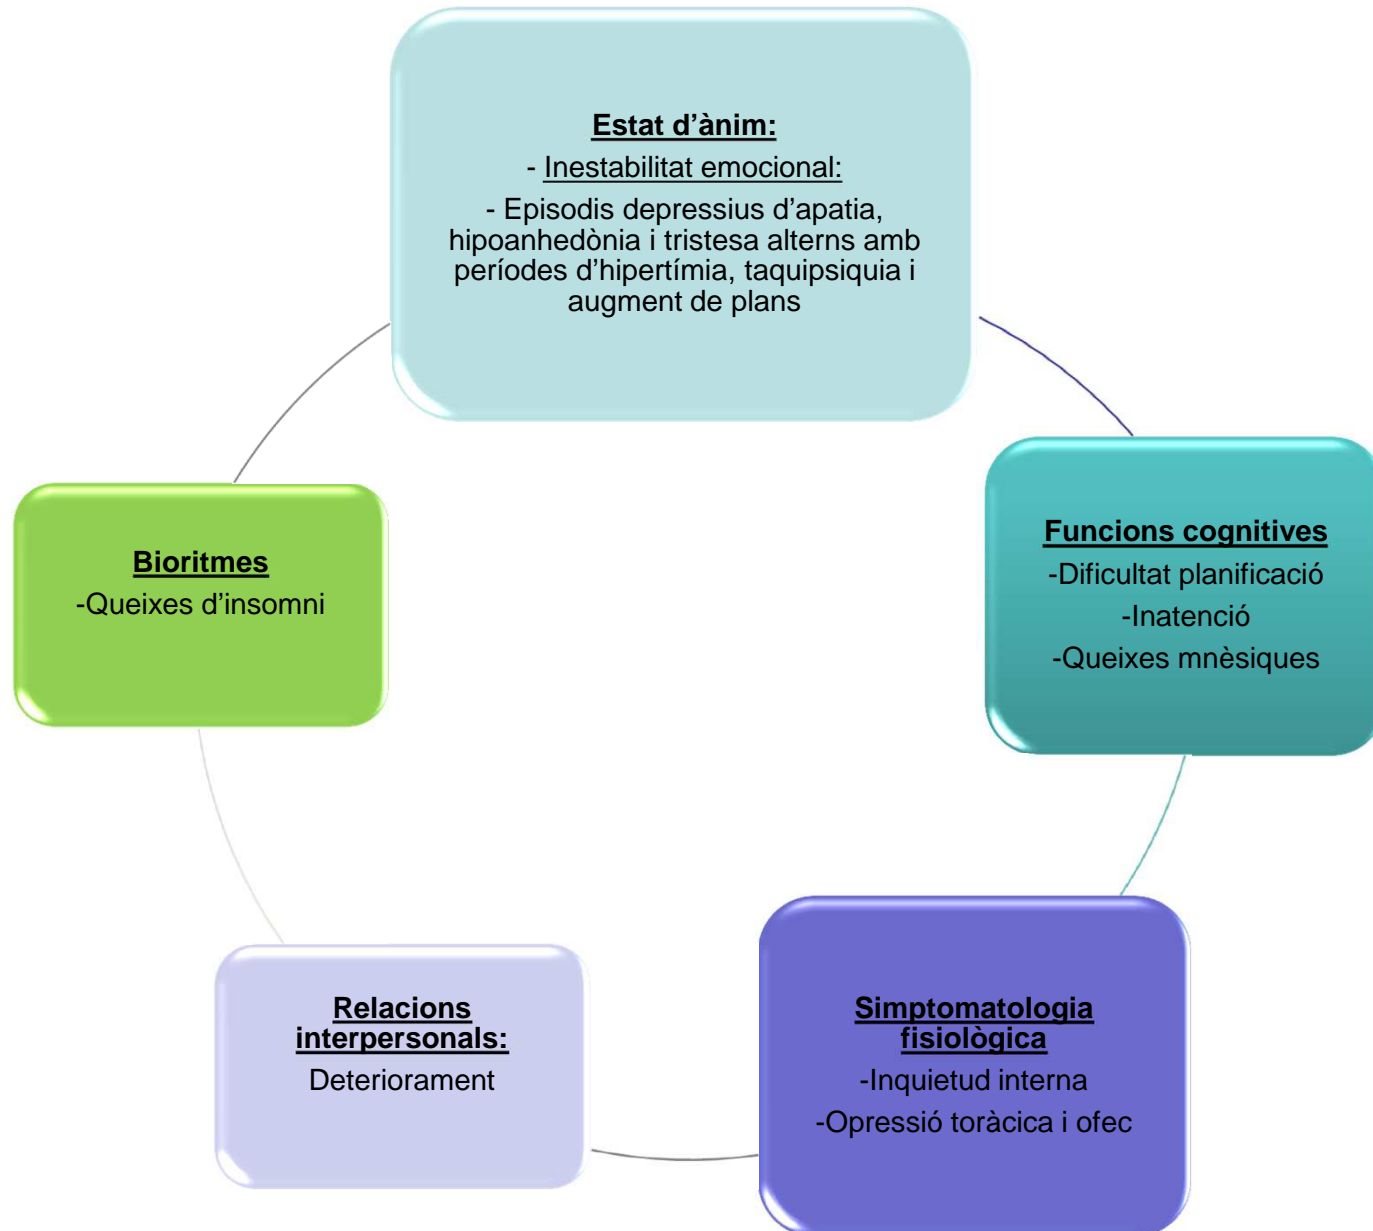 Estat d’ànim:
- Inestabilitat emocional:
- Episodis depressius d’apatia,
hipoanhedònia i tristesa alterns amb
períodes d’hipertímia, taquipsiquia i
augment de plans
Funcions cognitives
-Dificultat planificació
-Inatenció
-Queixes mnèsiques
Simptomatologia
fisiològica
-Inquietud interna
-Opressió toràcica i ofec
Relacions
interpersonals:
Deteriorament
Bioritmes
-Queixes d’insomni